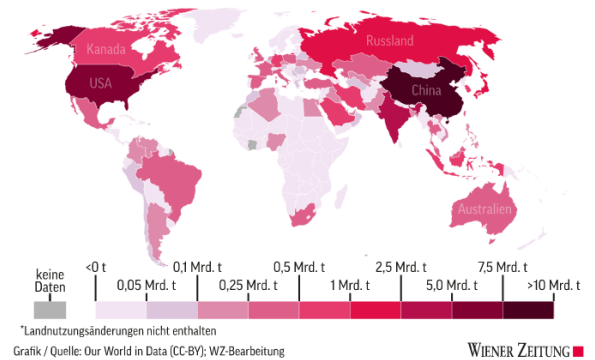 Kanada
Russland
USA
China
Australien
<0 t
0,1 Mrd. t
0,5 Mrd. t
2,5 Mrd. t
7,5 Mrd. t
keine
Daten
0,05 Mrd. t
0,25 Mrd. t
1 Mrd. t
5,0 Mrd. t
>10 Mrd. t
*Landnutzungsänderungen nicht enthalten
Grafik / Quelle: Our World in Data (CC-BY); WZ-Bearbeitung
WIENER ZEITUNG